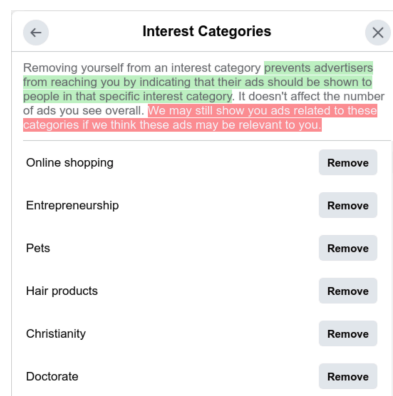 Interest Categories
Removing yourself from an interest category prevents advertisers
from reaching you by indicating that their ads should be shown to
people in that specific interest category. It doesn't affect the number
of ads you see overall. We may still show you ads related to these
categories if we think these ads may be relevant to you.
Online shopping Remove
Entrepreneurship Remove
Pets Remove
Hair products Remove
Christianity Remove
Doctorate Remove